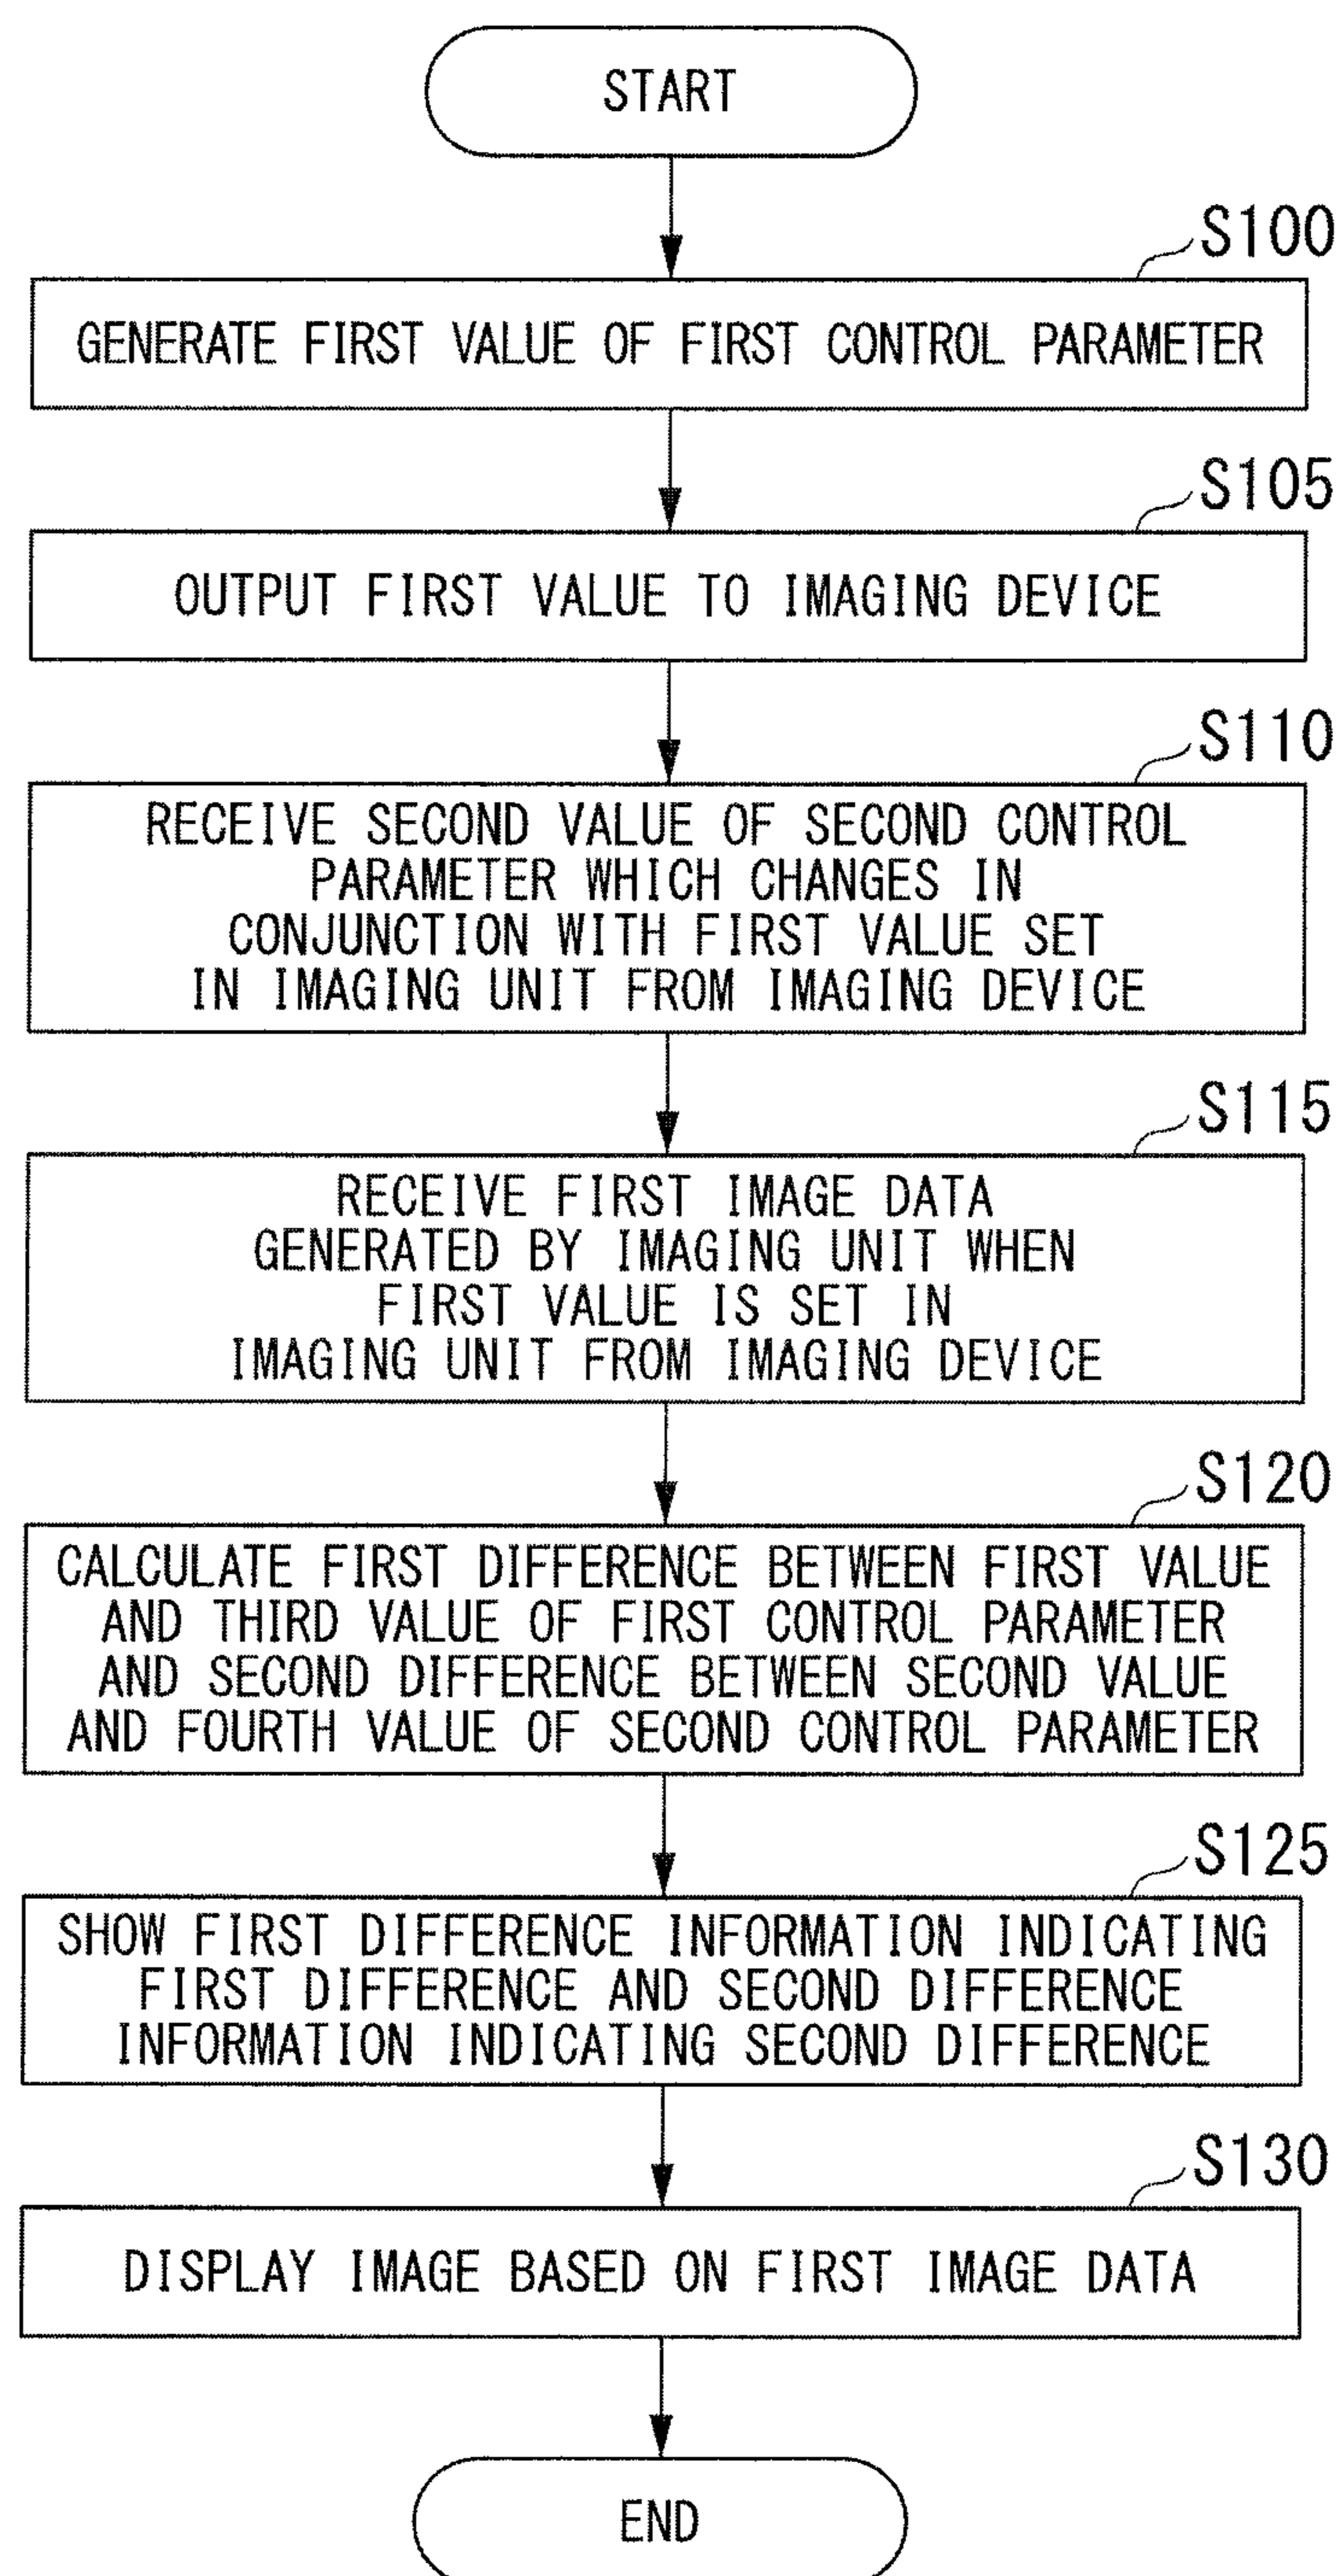 START
S100
GENERATE FIRST VALUE OF FIRST CONTROL PARAMETER
S105
OUTPUT FIRST VALUE TO IMAGING DEVICE
S110
RECEIVE SECOND VALUE OF SECOND CONTROL
PARAMETER WHICH CHANGES IN
CONJUNCTION WITH FIRST VALUE SET
IN IMAGING UNIT FROM IMAGING DEVICE
S115
RECEIVE FIRST IMAGE DATA
GENERATED BY IMAGING UNIT WHEN
FIRST VALUE IS SET IN
IMAGING UNIT FROM IMAGING DEVICE
S120
CALCULATE FIRST DIFFERENCE BETWEEN FIRST VALUE
AND THIRD VALUE OF FIRST CONTROL PARAMETER
AND SECOND DIFFERENCE BETWEEN SECOND VALUE
AND FOURTH VALUE OF SECOND CONTROL PARAMETER
S125
SHOW FIRST DIFFERENCE INFORMATION INDICATING
FIRST DIFFERENCE AND SECOND DIFFERENCE
INFORMATION INDICATING SECOND DIFFERENCE
S130
DISPLAY IMAGE BASED ON FIRST IMAGE DATA
END